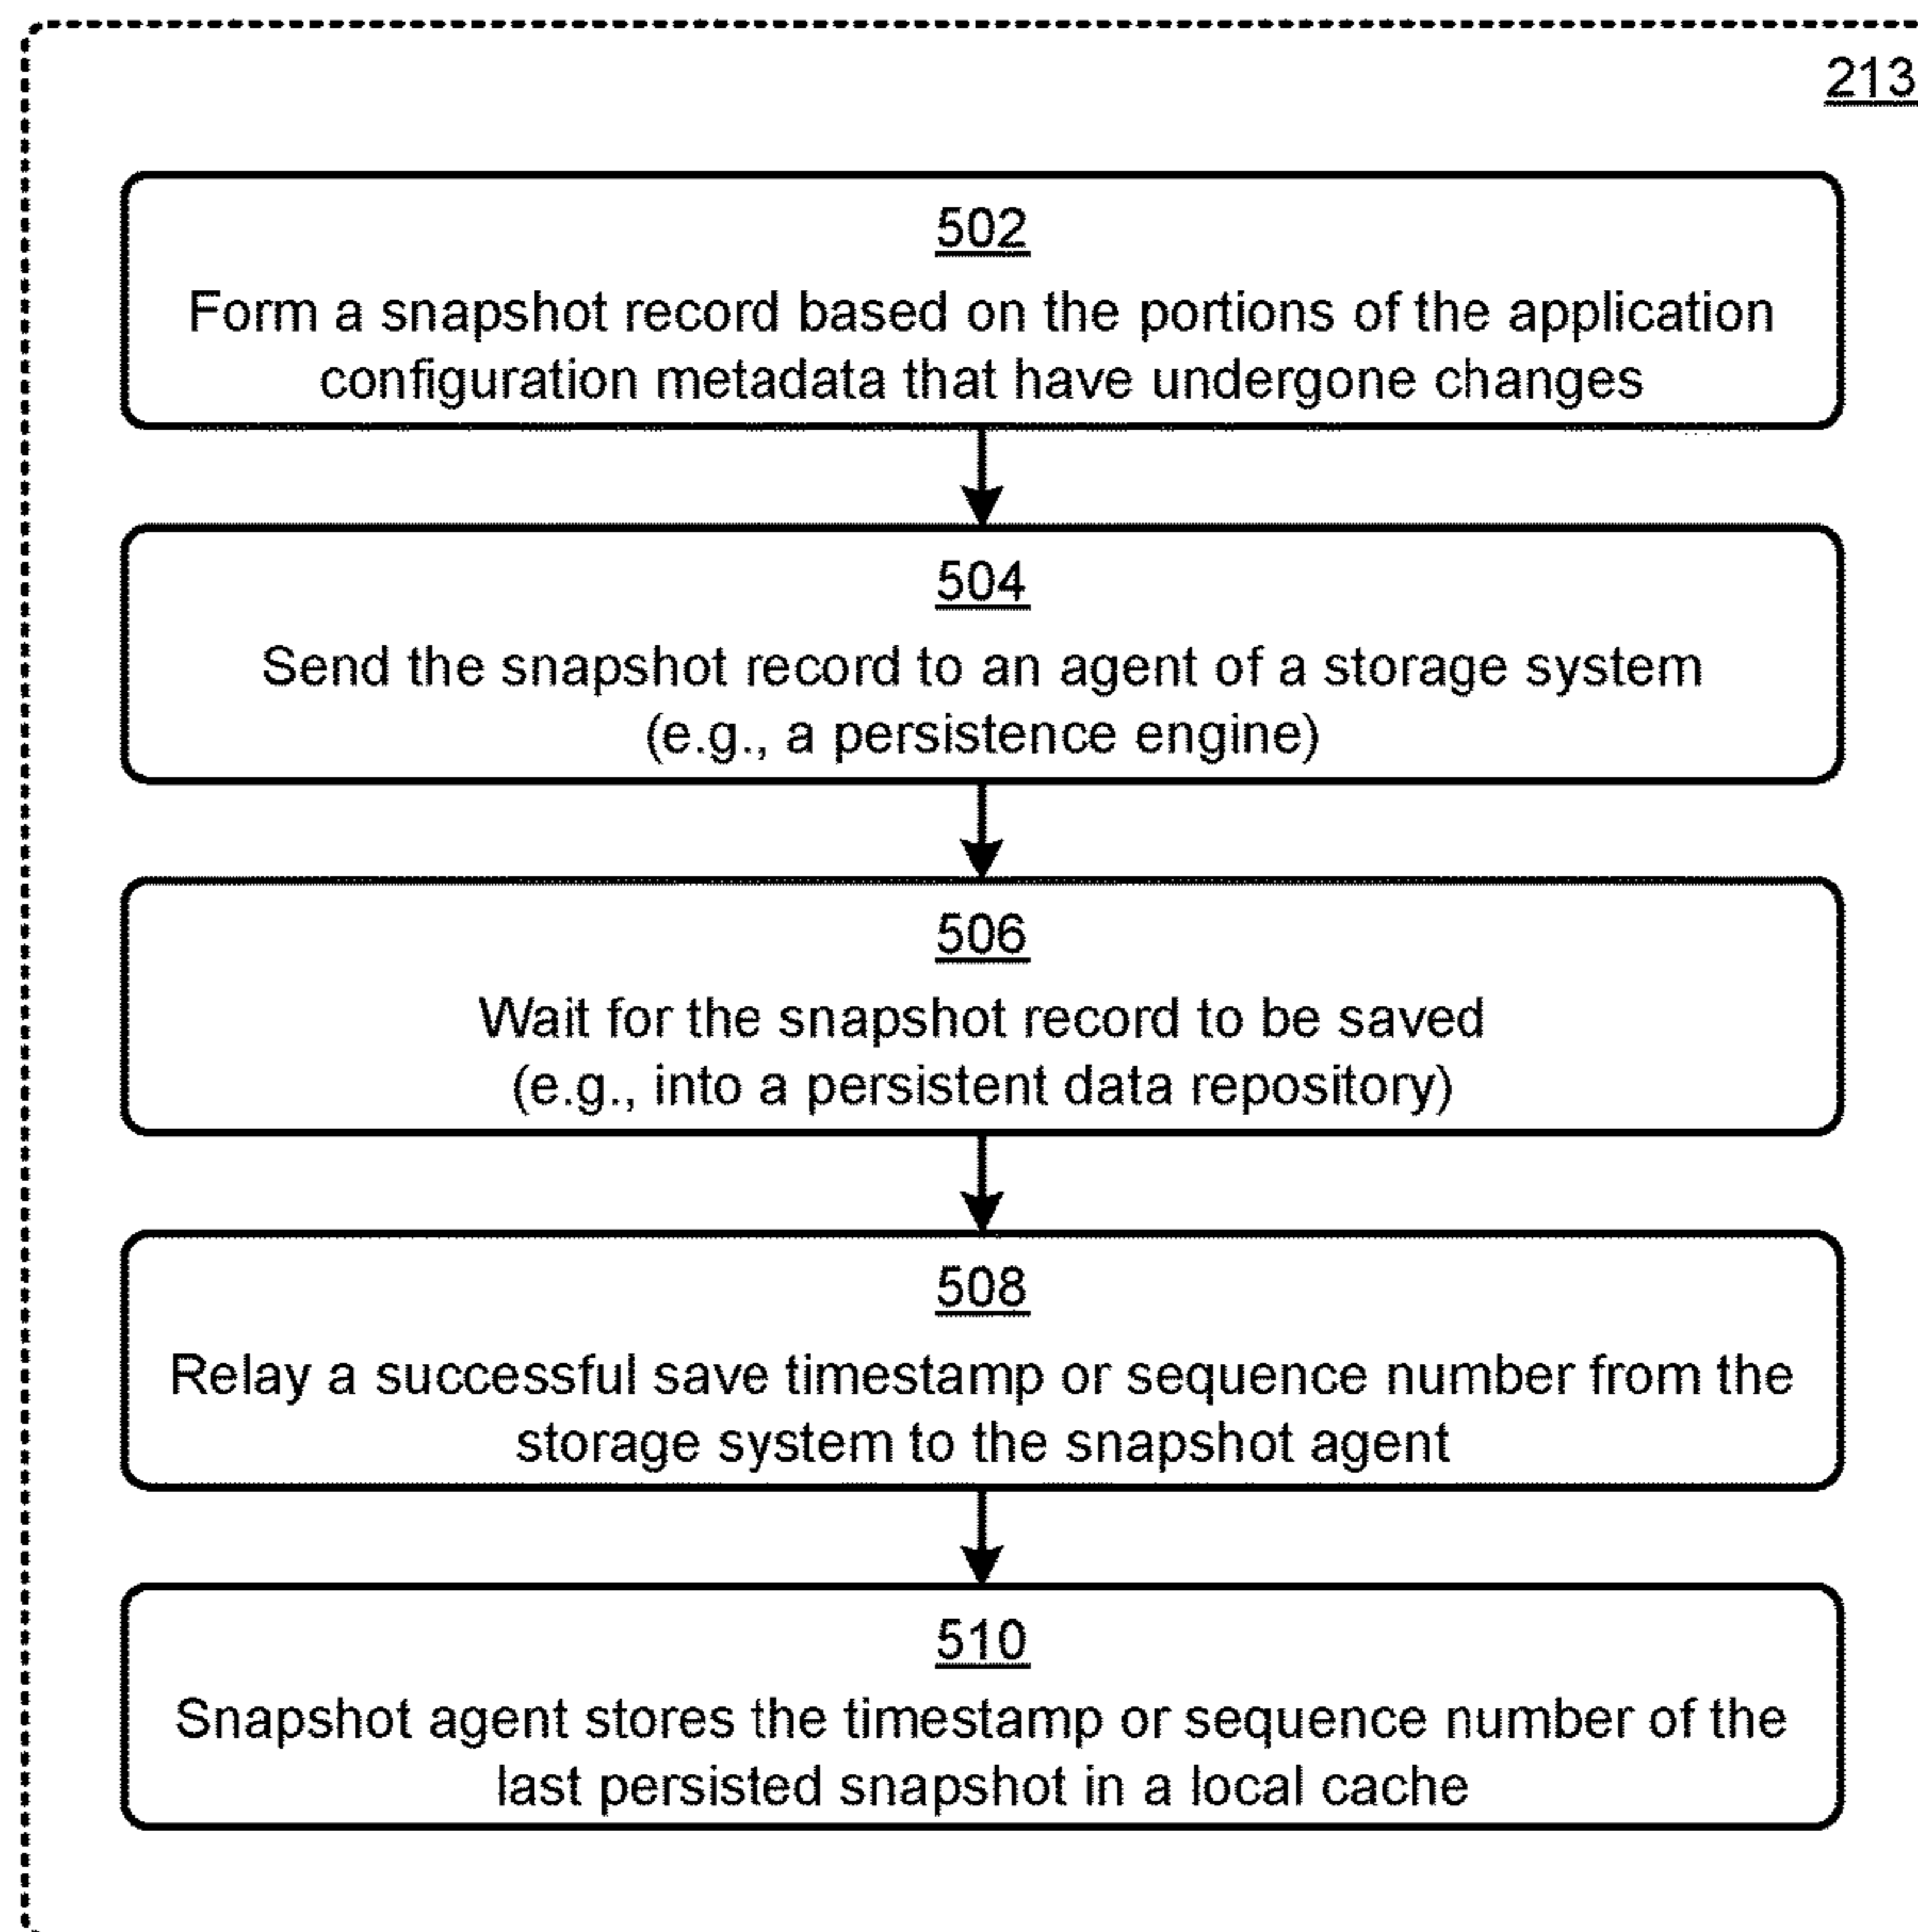 213
502
Form a snapshot record based on the portions of the application
configuration metadata that have undergone changes
504
Send the snapshot record to an agent of a storage system
(e.g., a persistence engine)
506
Wait for the snapshot record to be saved
(e.g., into a persistent data repository)
508
Relay a successful save timestamp or sequence number from the
storage system to the snapshot agent
510
Snapshot agent stores the timestamp or sequence number of the
last persisted snapshot in a local cache